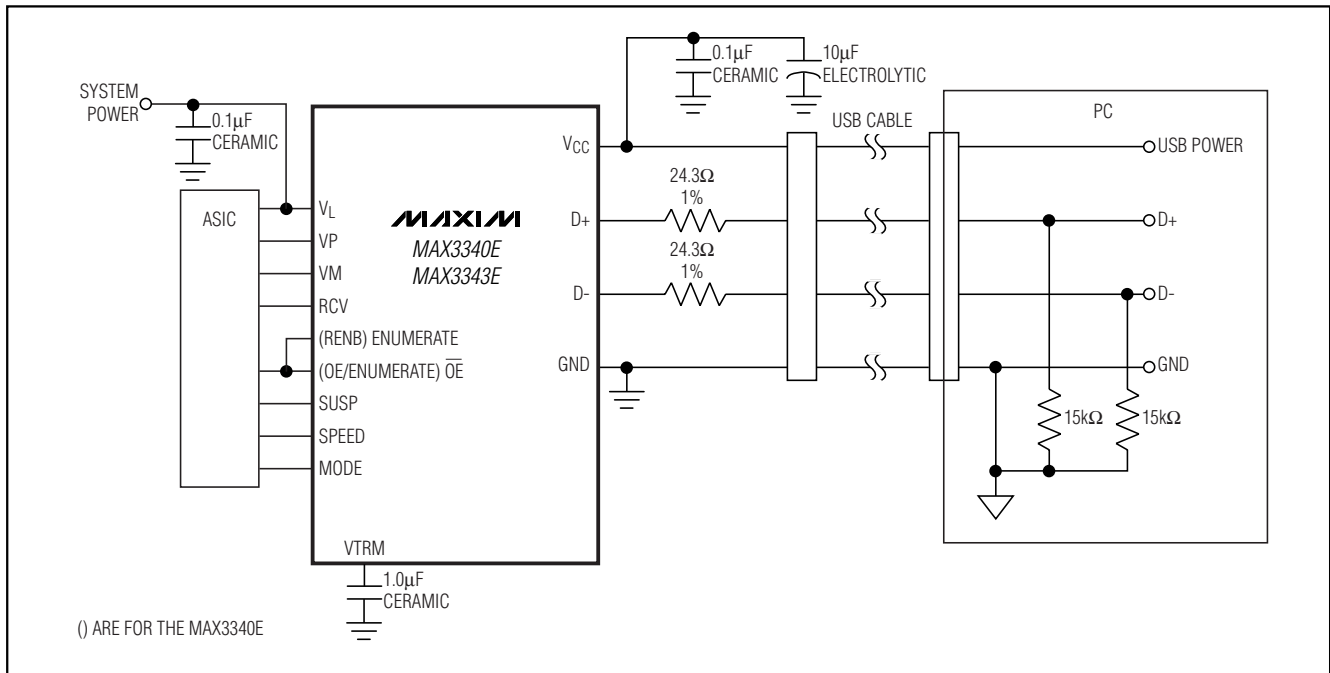 SYSTEM
POWER
0.1µF
CERAMIC
0.1µF
CERAMIC
10µF
ELECTROLYTIC
PC
USB CABLE
VCC
USB POWER
ASIC
VL
VP
VM
RCV
(RENB) ENUMERATE
(OE/ENUMERATE) OE
SUSP
SPEED
MODE
MAXIM
MAX3340E
MAX3343E
D+
24.3Ω
1%
D+
D-
24.3Ω
1%
D-
GND
GND
15kΩ
15kΩ
VTRM
1.0µF
CERAMIC
() ARE FOR THE MAX3340E